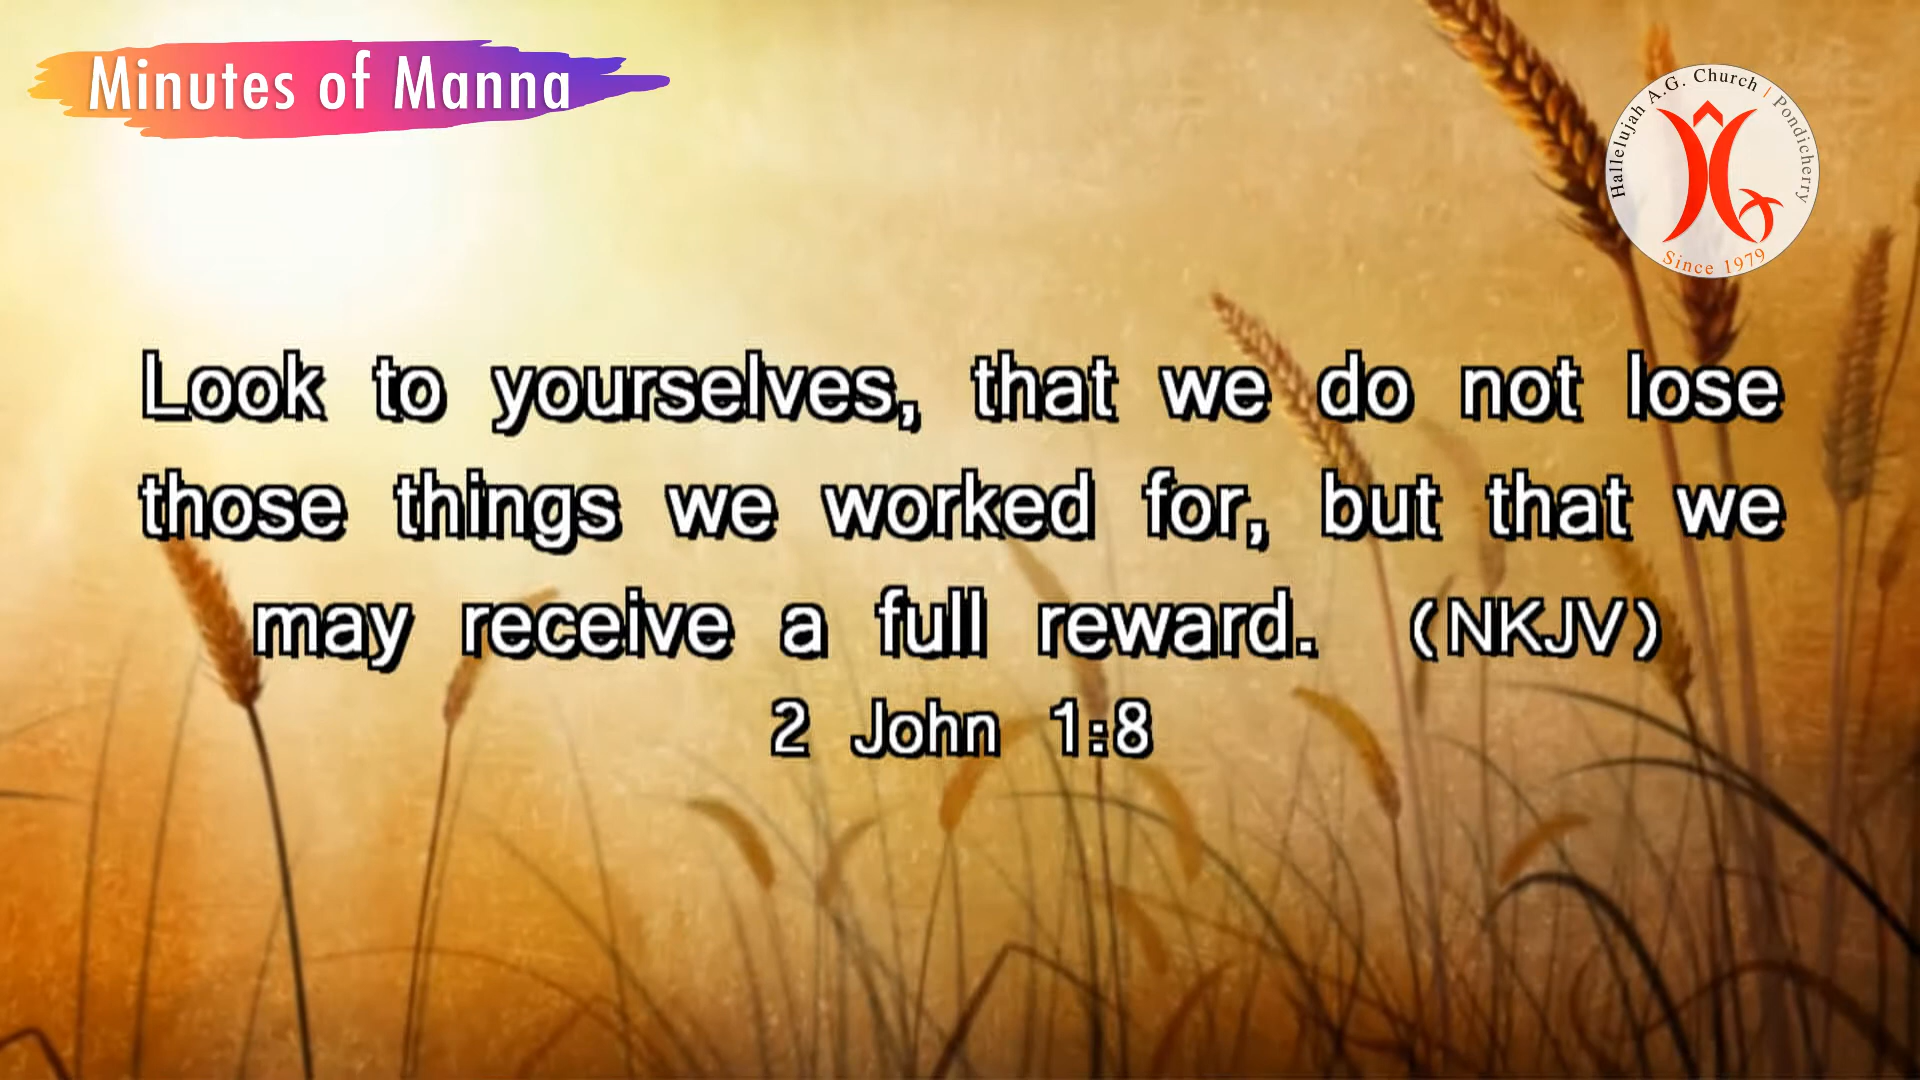 Minutes of Manna
Hallelujah A.G. Church | Pondicherry
Since 1979
Look to yourselves, that we do not lose
those things we worked for, but that we
may receive a full reward. (NKJV)
2 John 1:8